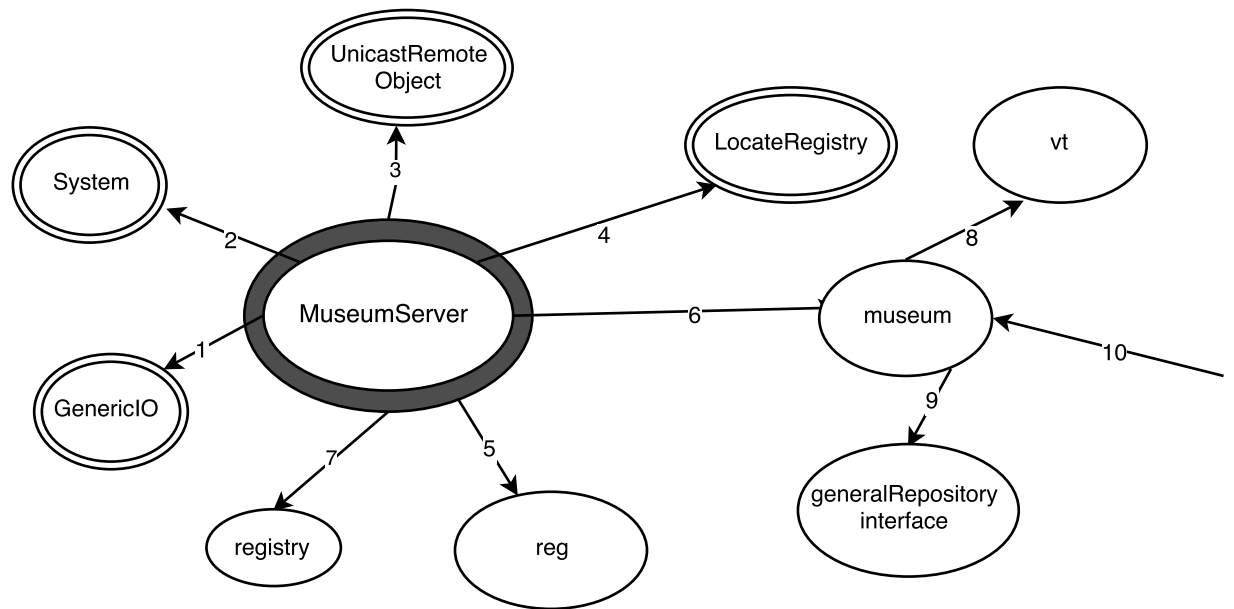 UnicastRemote
Object
LocateRegistry
vt
System
3
2
4
8
MuseumServer
6
museum
1
10
GenericIO
9
7
5
generalRepository
interface
registry
reg